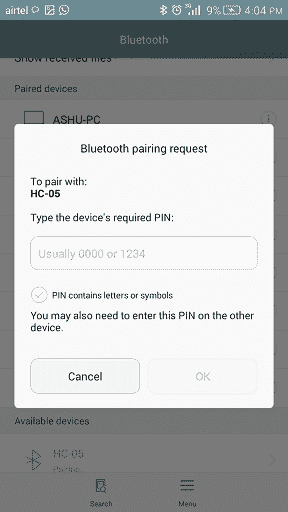 airtel 3G 9% 4:04 PM
Bluetooth
Show received files
Paired devices
ASHU-PC
Bluetooth pairing request
To pair with:
HC-05
Type the device's required PIN:
Usually 0000 or 1234
PIN contains letters or symbols
You may also need to enter this PIN on the other
device.
Cancel
OK
Available devices
HC-05
Pairing...
Search
Menu